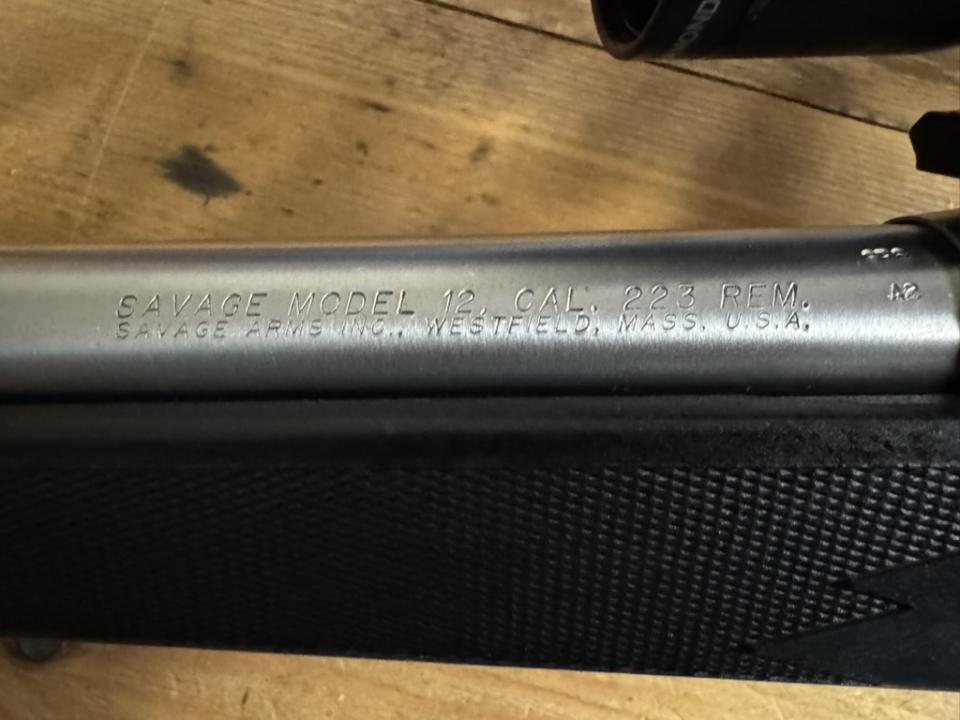 SAVAGE MODEL 12, CAL. 223 REM.
SAVAGE ARMS INC., WESTFIELD, MASS. U.S.A.